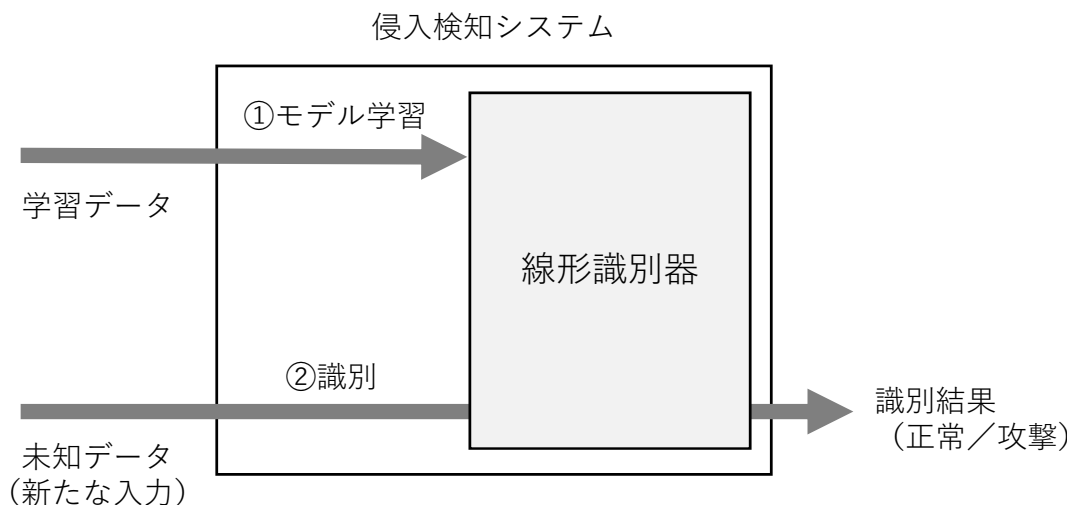 侵入検知システム
①モデル学習
学習データ
線形識別器
②識別
識別結果
（正常／攻撃）
未知データ
（新たな入力）